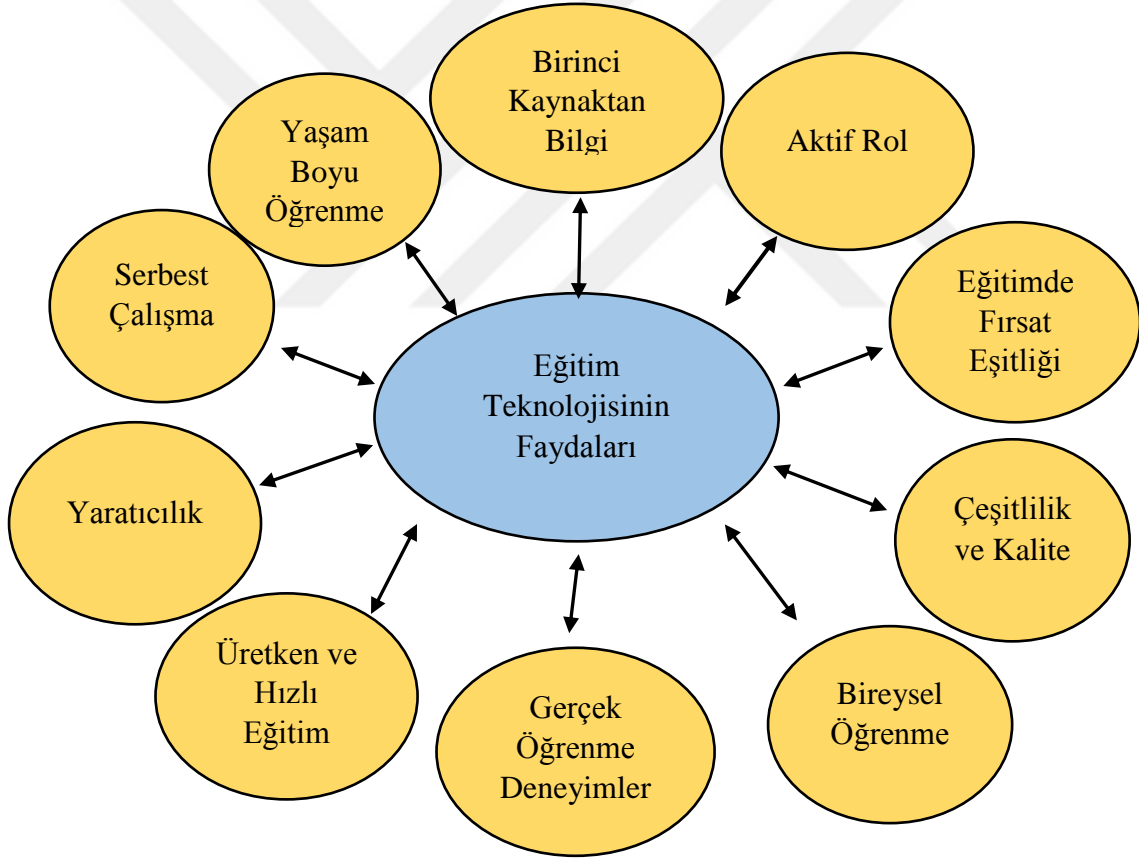 Birinci
Kaynaktan
Bilgi
Aktif Rol
Eğitimde
Fırsat
Eşitliği
Çeşitlilik
ve Kalite
Bireysel
Öğrenme
Gerçek
Öğrenme
Deneyimler
Üretken ve
Hızlı
Eğitim
Yaratıcılık
Serbest
Çalışma
Yaşam
Boyu
Öğrenme
Eğitim
Teknolojisinin
Faydaları